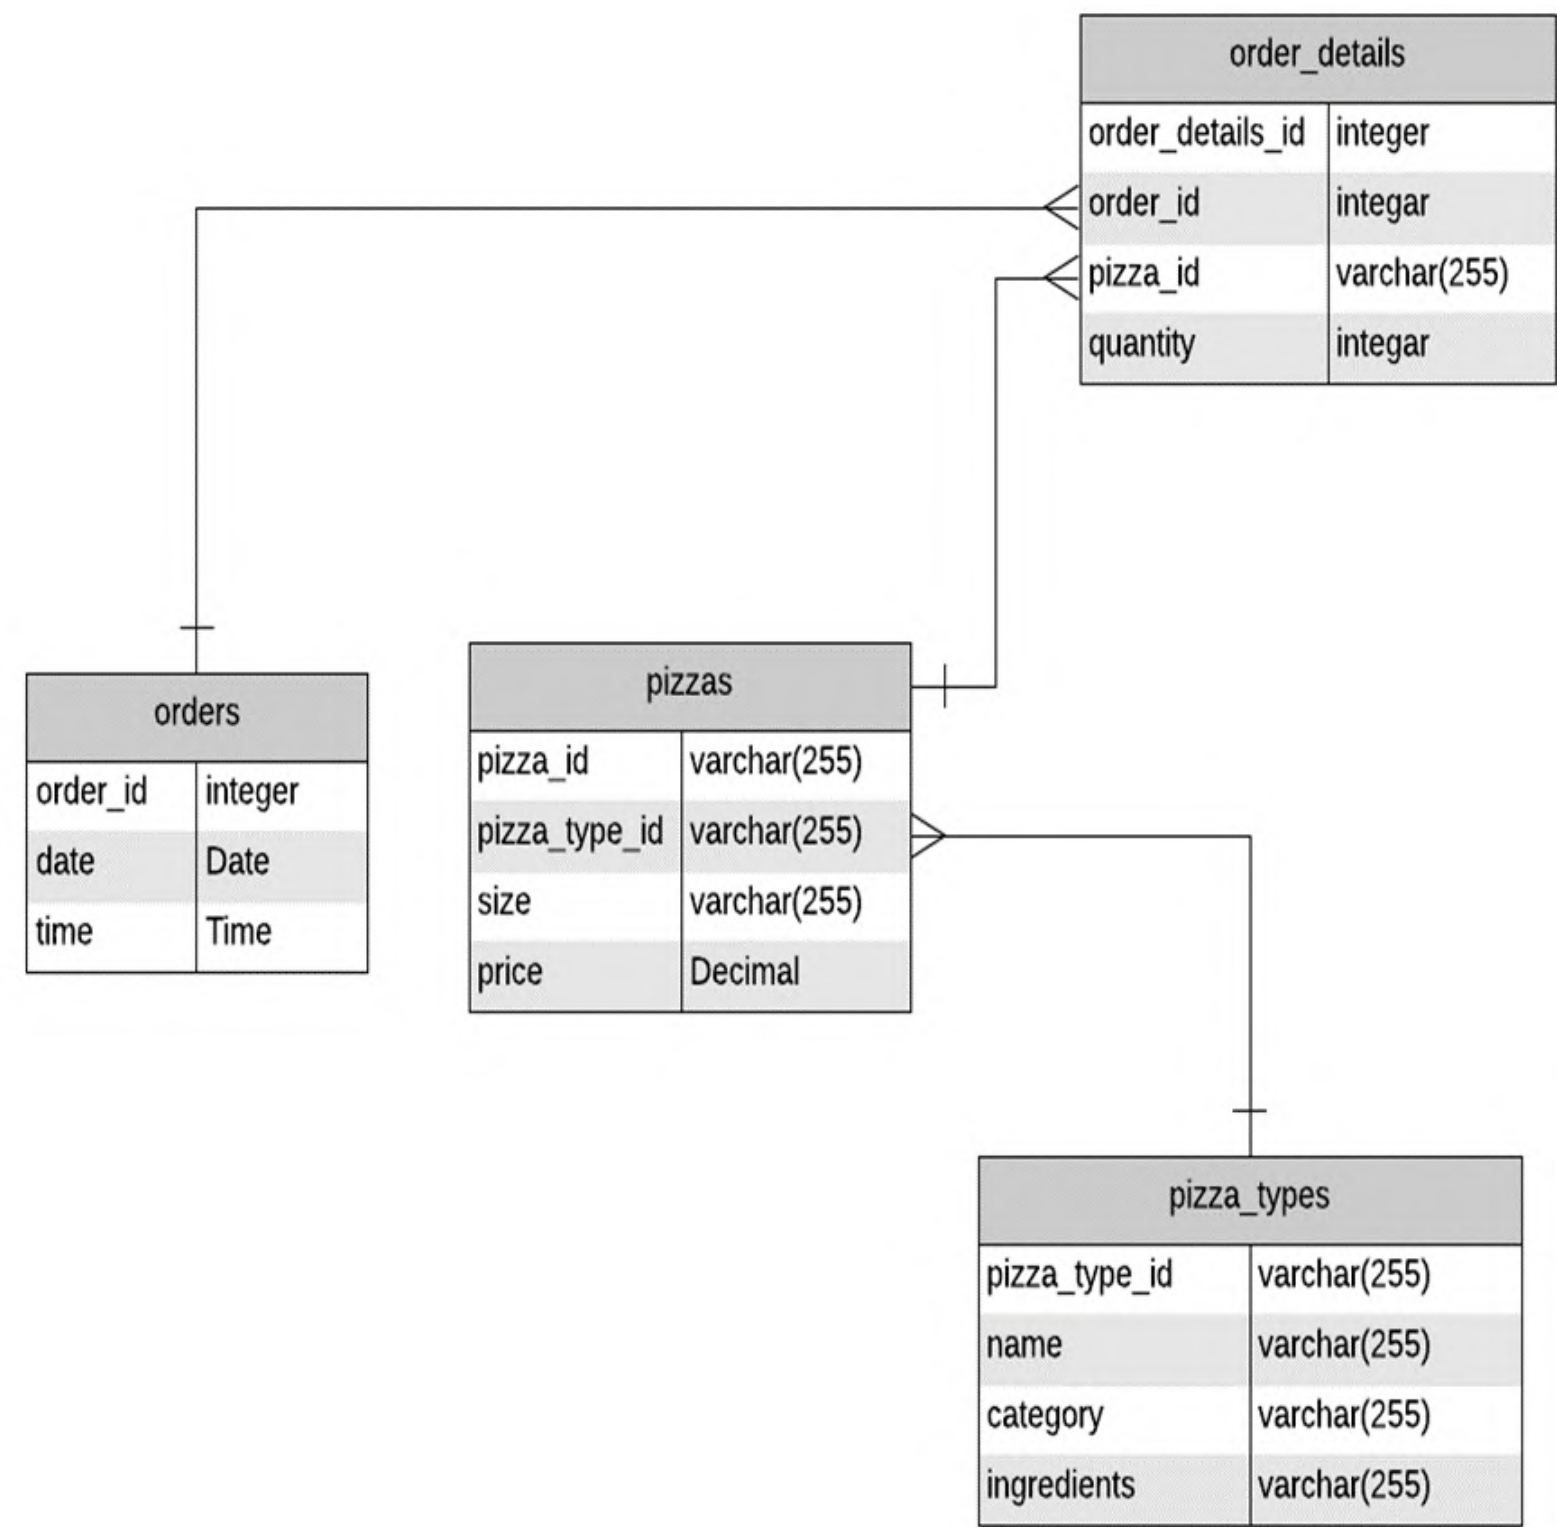 order_details
order_details_id integer
order_id integar
pizza_id varchar(255)
quantity integar
orders
order_id integer
date Date
time Time
pizzas
pizza_id varchar(255)
pizza_type_id varchar(255)
size varchar(255)
price Decimal
pizza_types
pizza_type_id varchar(255)
name varchar(255)
category varchar(255)
ingredients varchar(255)